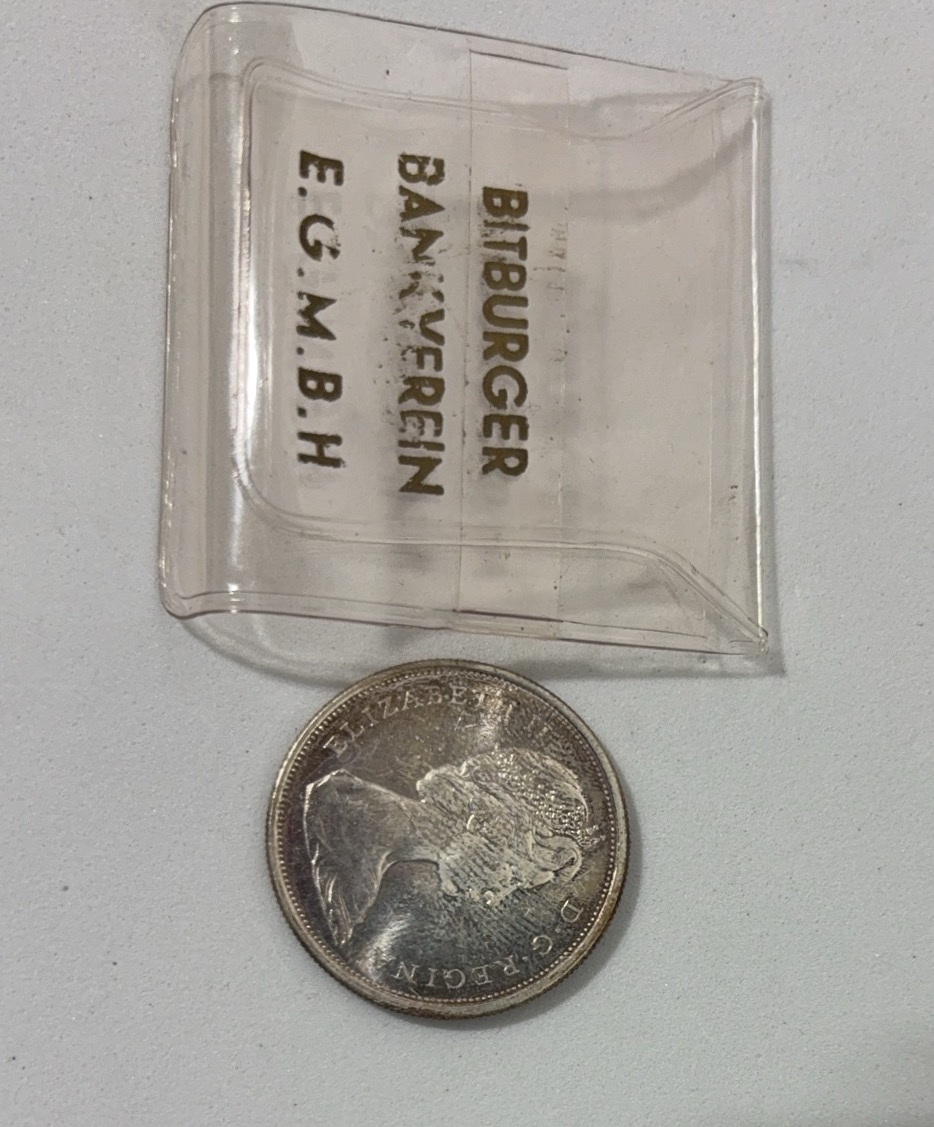 BITBURGER
BANKVEREIN
E.G.M.B.H
ELIZABETH II D·G·REGINA